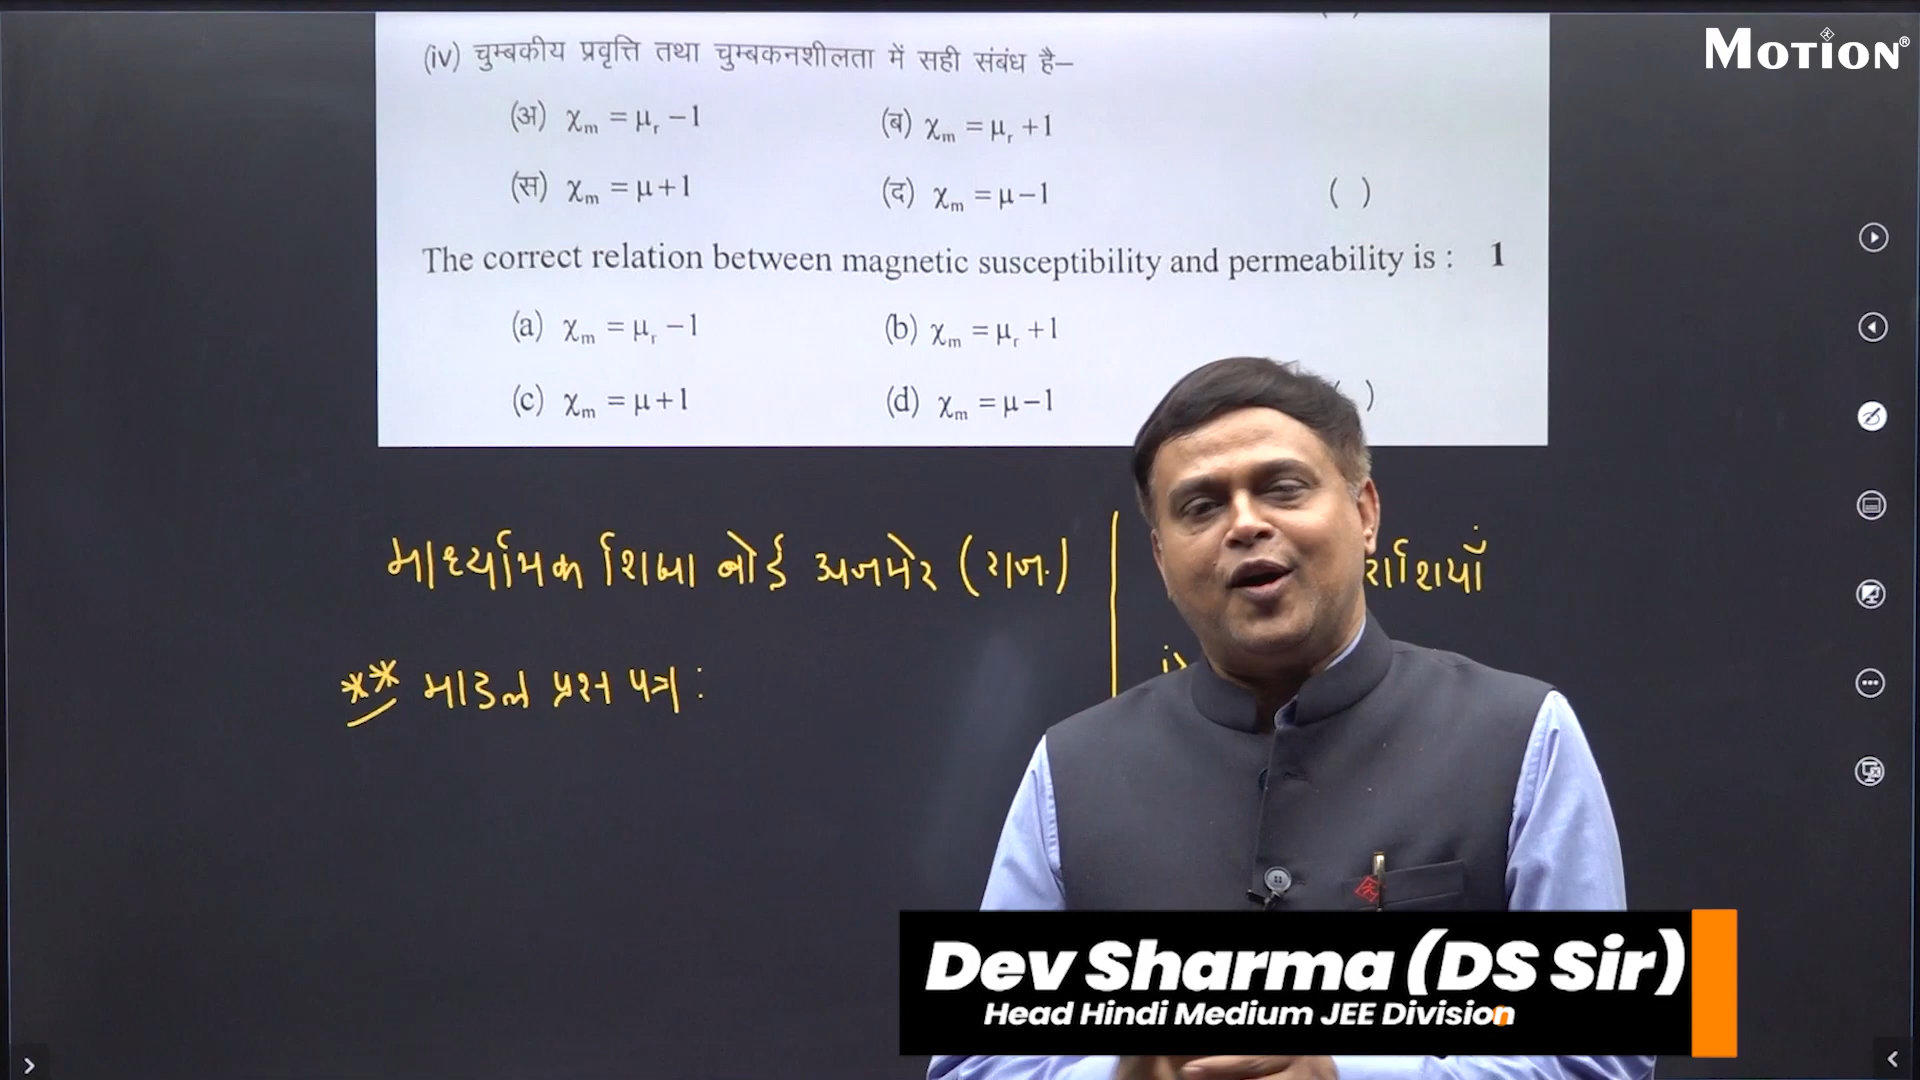 MOTION®
(iv) चुम्बकीय प्रवृत्ति तथा चुम्बकनशीलता में सही संबंध है–
(अ) χₘ = μᵣ −1 (ब) χₘ = μᵣ +1
(स) χₘ = μ+1 (द) χₘ = μ−1 ( )
The correct relation between magnetic susceptibility and permeability is : 1
(a) χₘ = μᵣ −1 (b) χₘ = μᵣ +1
(c) χₘ = μ+1 (d) χₘ = μ−1 )
माध्यमिक शिक्षा बोर्ड अजमेर (राज.)
राशियाँ
** माडल प्रश्न पत्र :
Dev Sharma (DS Sir)
Head Hindi Medium JEE Division